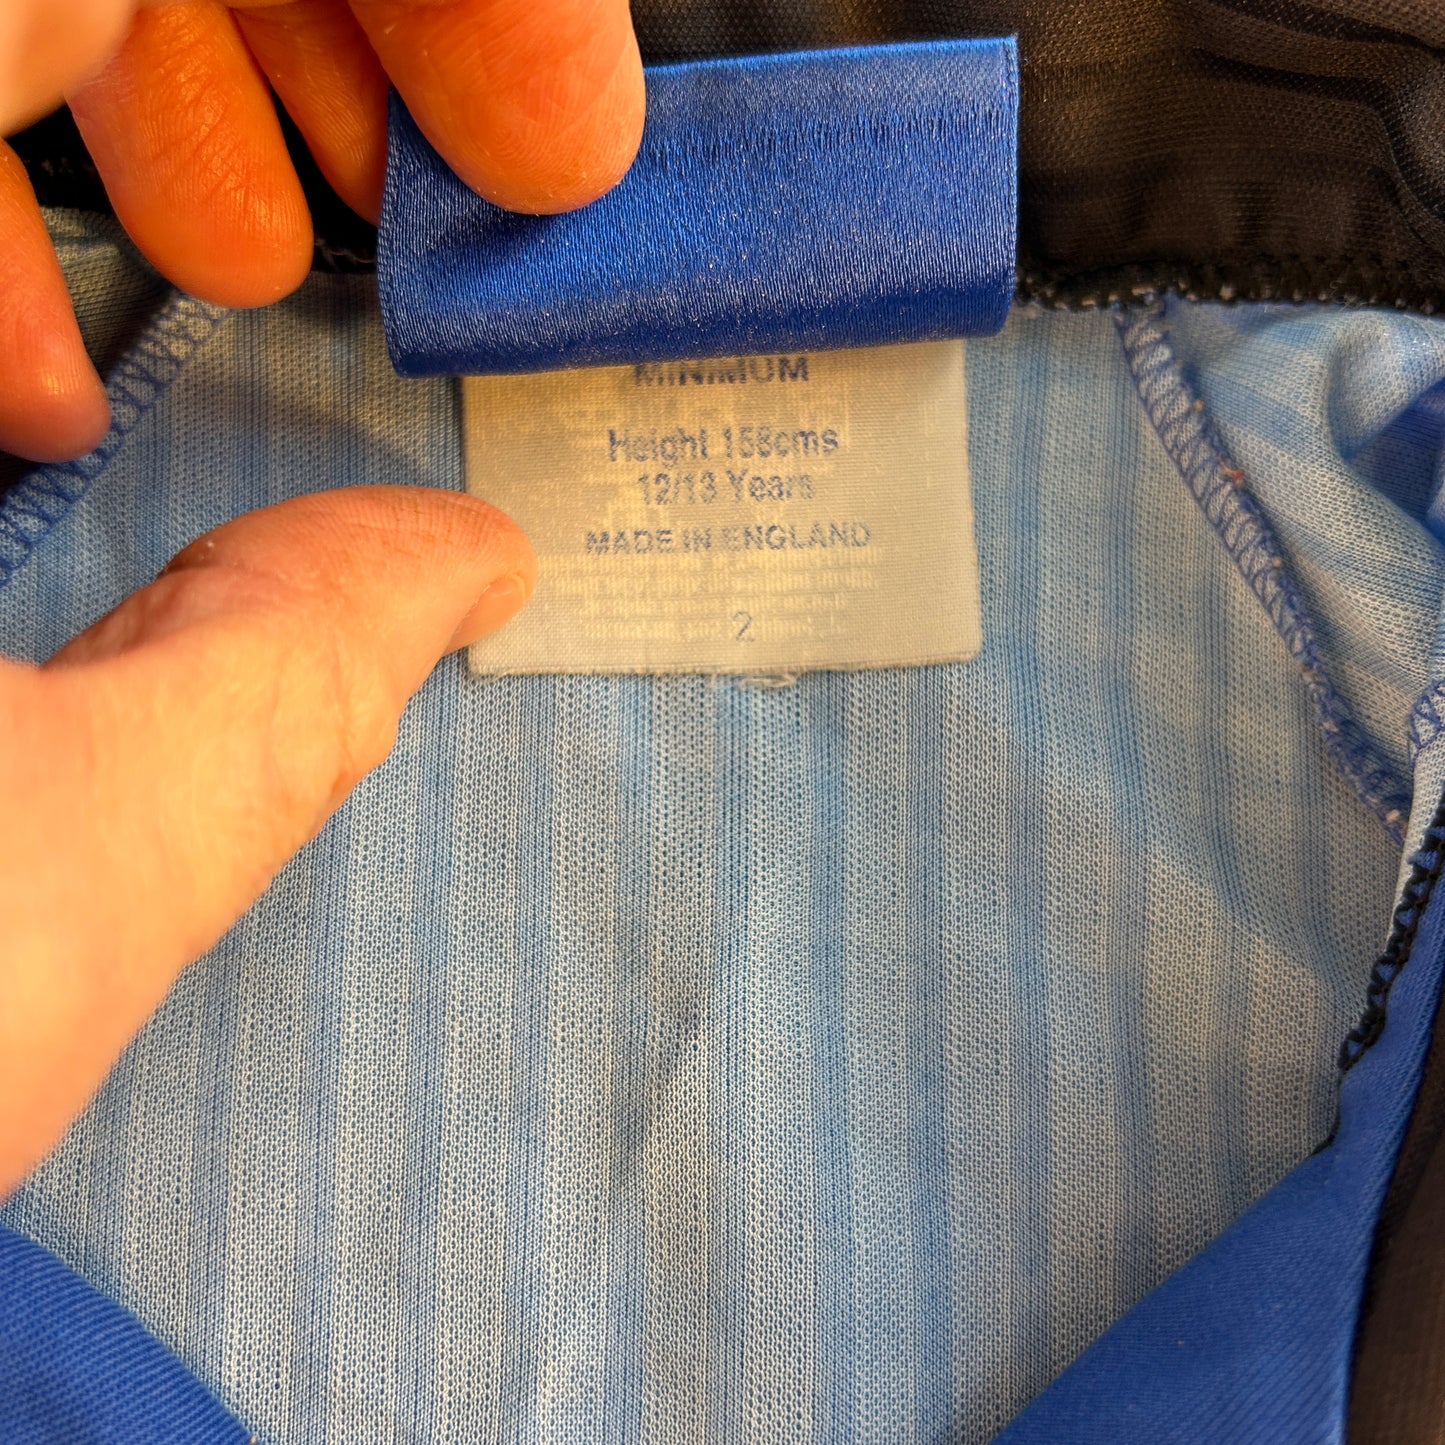 MINIMUM
Height 158cms
12/13 Years
MADE IN ENGLAND
2